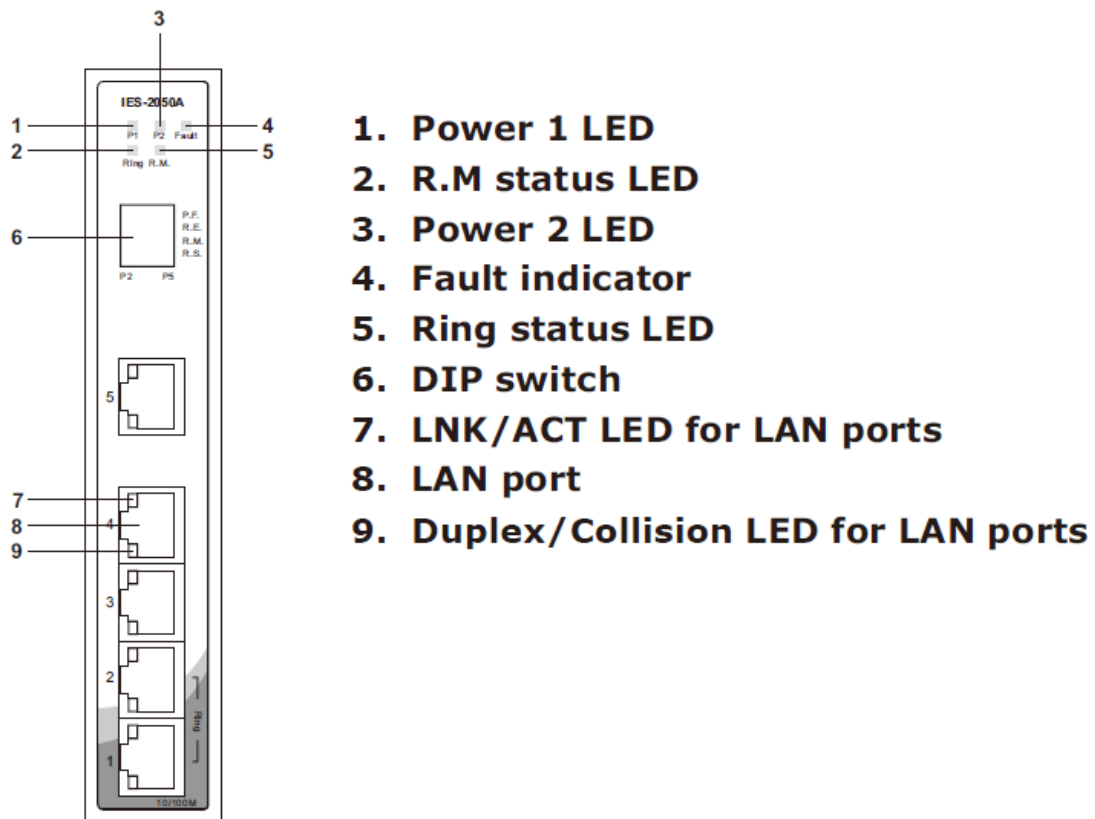 3
IES-2050A
1
4
P1 P2 Fault
2
5
Ring R.M.
P.F.
R.E.
6
R.M.
R.S.
P2 P5
5
7
4
8
9
3
2
Ring
1
10/100M
1. Power 1 LED
2. R.M status LED
3. Power 2 LED
4. Fault indicator
5. Ring status LED
6. DIP switch
7. LNK/ACT LED for LAN ports
8. LAN port
9. Duplex/Collision LED for LAN ports